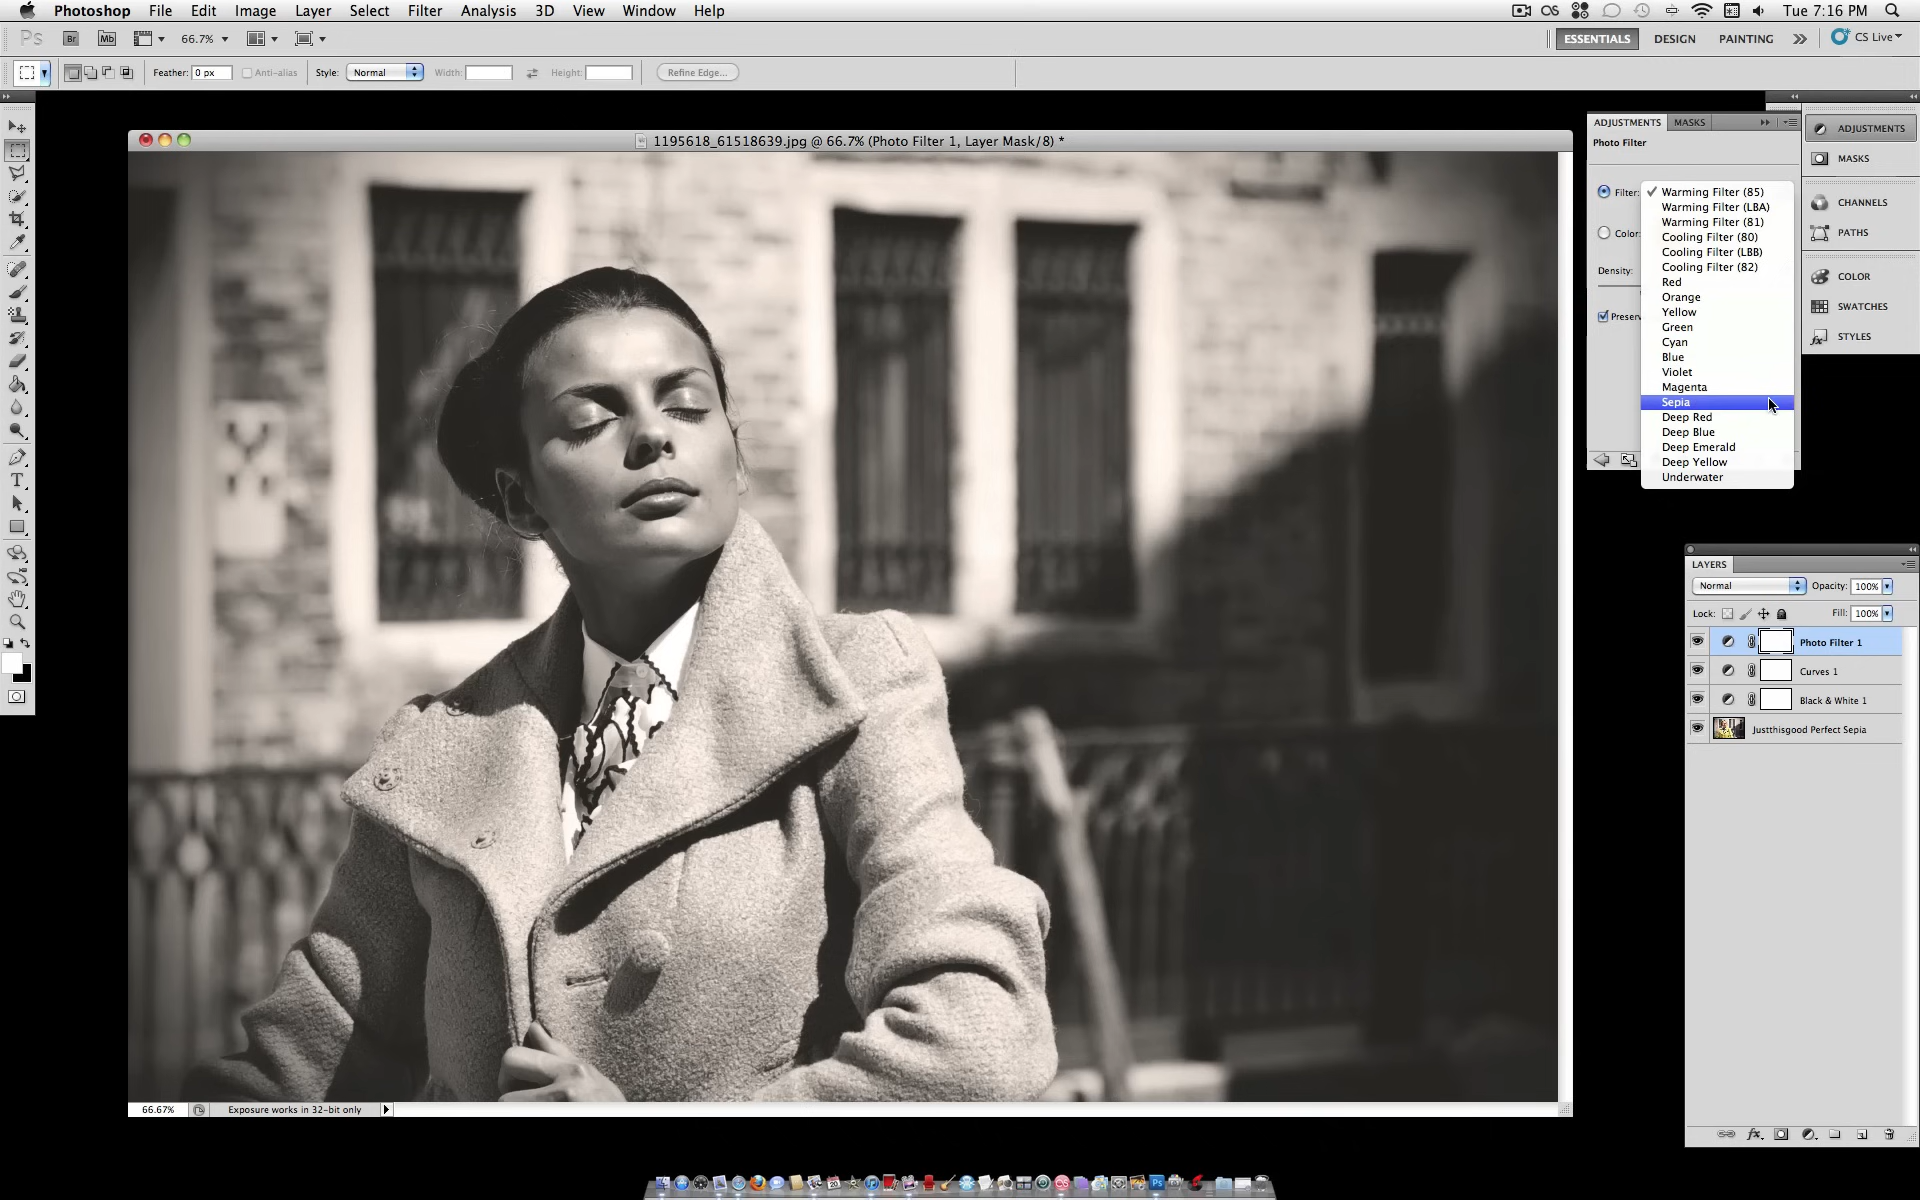 Photoshop File Edit Image Layer Select Filter Analysis 3D View Window Help Tue 7:16 PM
Ps Br Mb 66.7% ESSENTIALS DESIGN PAINTING CS Live
Feather: 0 px Anti-alias Style: Normal Width: Height: Refine Edge...
1195618_61518639.jpg @ 66.7% (Photo Filter 1, Layer Mask/8) *
ADJUSTMENTS MASKS
Photo Filter
Filter:
Color:
Density:
Preserv
Warming Filter (85)
Warming Filter (LBA)
Warming Filter (81)
Cooling Filter (80)
Cooling Filter (LBB)
Cooling Filter (82)
Red
Orange
Yellow
Green
Cyan
Blue
Violet
Magenta
Sepia
Deep Red
Deep Blue
Deep Emerald
Deep Yellow
Underwater
ADJUSTMENTS
MASKS
CHANNELS
PATHS
COLOR
SWATCHES
STYLES
LAYERS
Normal Opacity: 100%
Lock: Fill: 100%
Photo Filter 1
Curves 1
Black & White 1
Justthisgood Perfect Sepia
66.67% Exposure works in 32-bit only